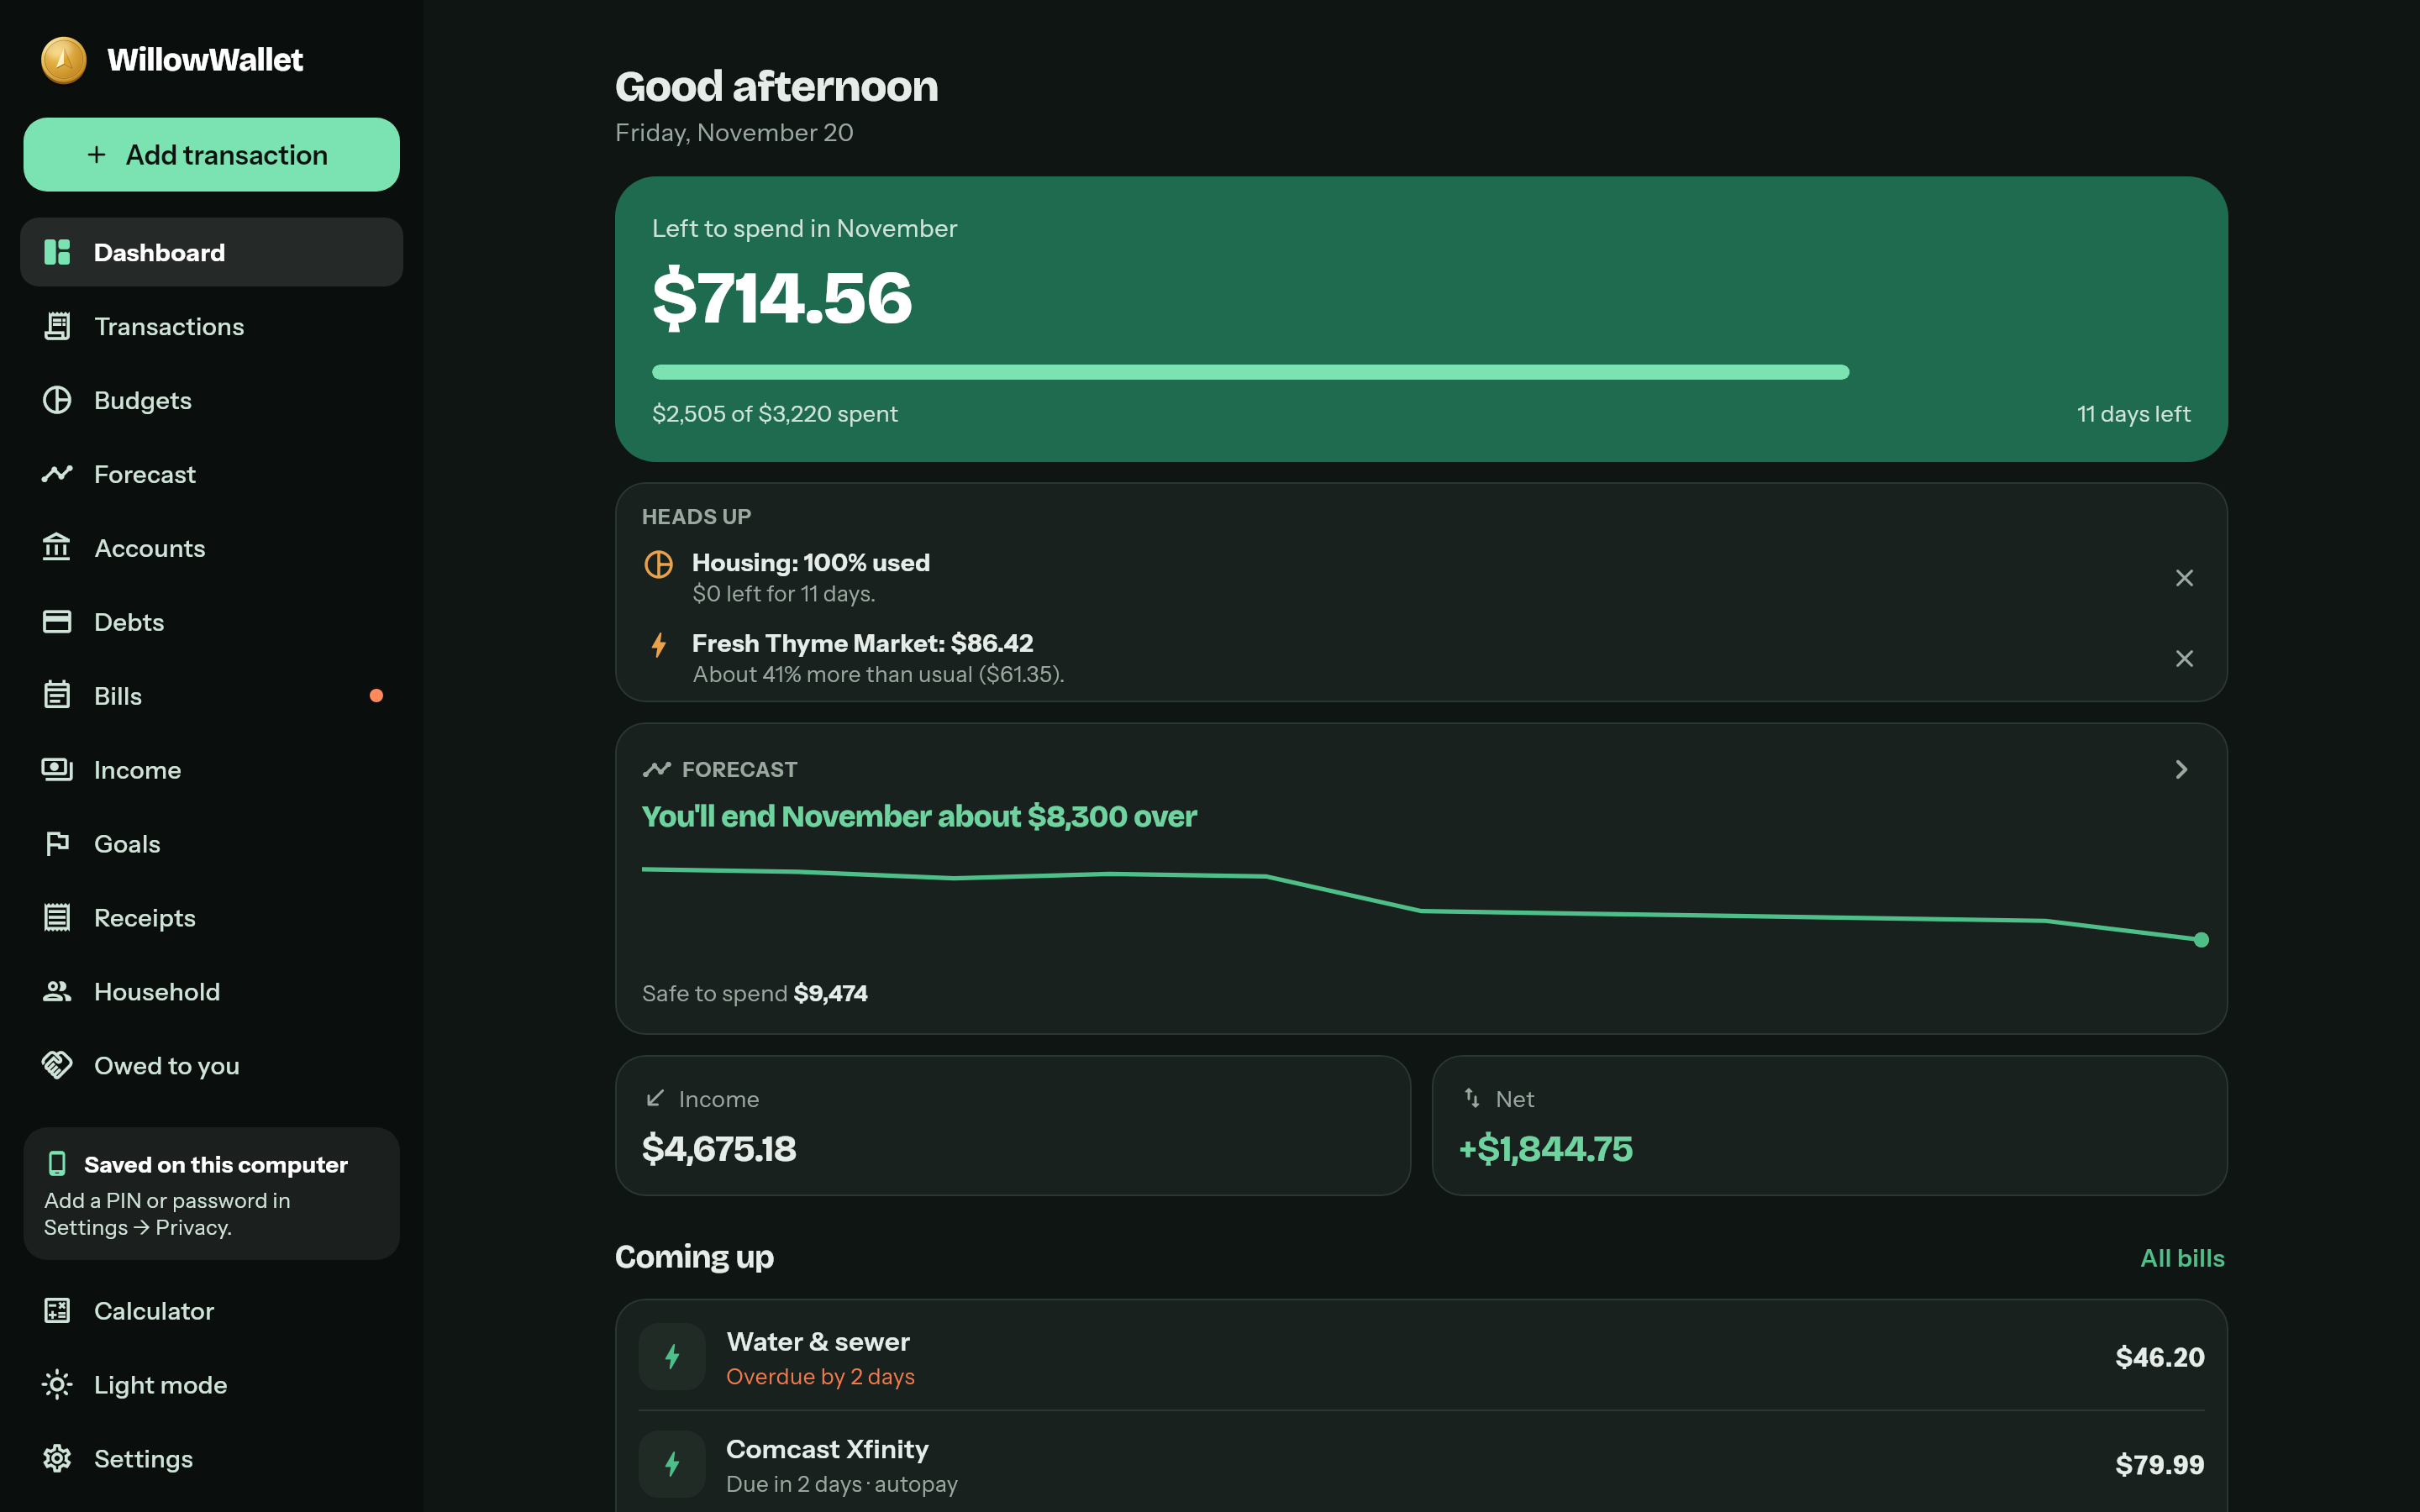 WillowWallet
+ Add transaction
Dashboard
Transactions
Budgets
Forecast
Accounts
Debts
Bills
Income
Goals
Receipts
Household
Owed to you
Saved on this computer
Add a PIN or password in
Settings → Privacy.
Calculator
Light mode
Settings
Good afternoon
Friday, November 20
Left to spend in November
$714.56
$2,505 of $3,220 spent
11 days left
HEADS UP
Housing: 100% used
$0 left for 11 days.
Fresh Thyme Market: $86.42
About 41% more than usual ($61.35).
FORECAST
You'll end November about $8,300 over
Safe to spend $9,474
Income
$4,675.18
Net
+$1,844.75
Coming up
All bills
Water & sewer
Overdue by 2 days
$46.20
Comcast Xfinity
Due in 2 days · autopay
$79.99